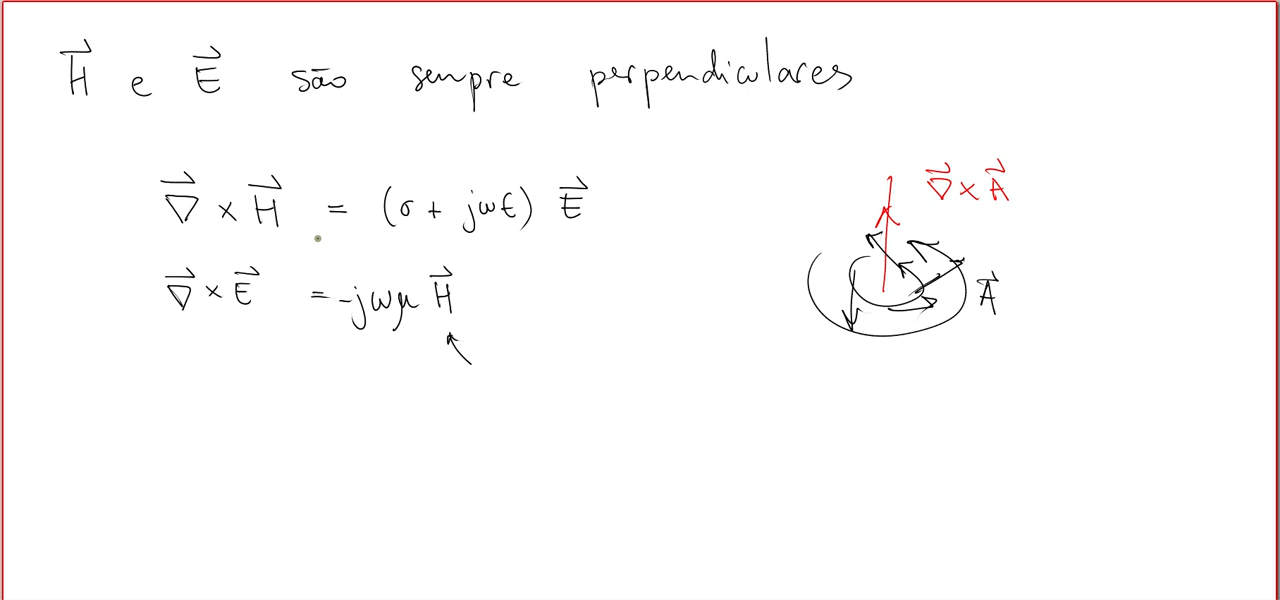 H⃗ e E⃗ são sempre perpendiculares
∇⃗ × H⃗ = (σ + jωε) E⃗
∇⃗ × E⃗ = -jωμ H⃗
∇⃗ × A⃗
A⃗